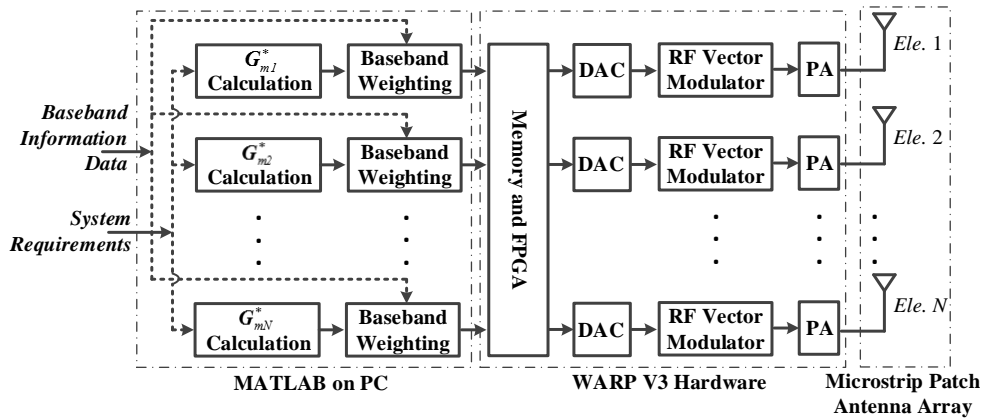 Baseband
Information
Data
System
Requirements
G*m1
Calculation
Baseband
Weighting
G*m2
Calculation
Baseband
Weighting
G*mN
Calculation
Baseband
Weighting
MATLAB on PC
Memory and FPGA
DAC
RF Vector
Modulator
PA
DAC
RF Vector
Modulator
PA
DAC
RF Vector
Modulator
PA
WARP V3 Hardware
Ele. 1
Ele. 2
Ele. N
Microstrip Patch
Antenna Array